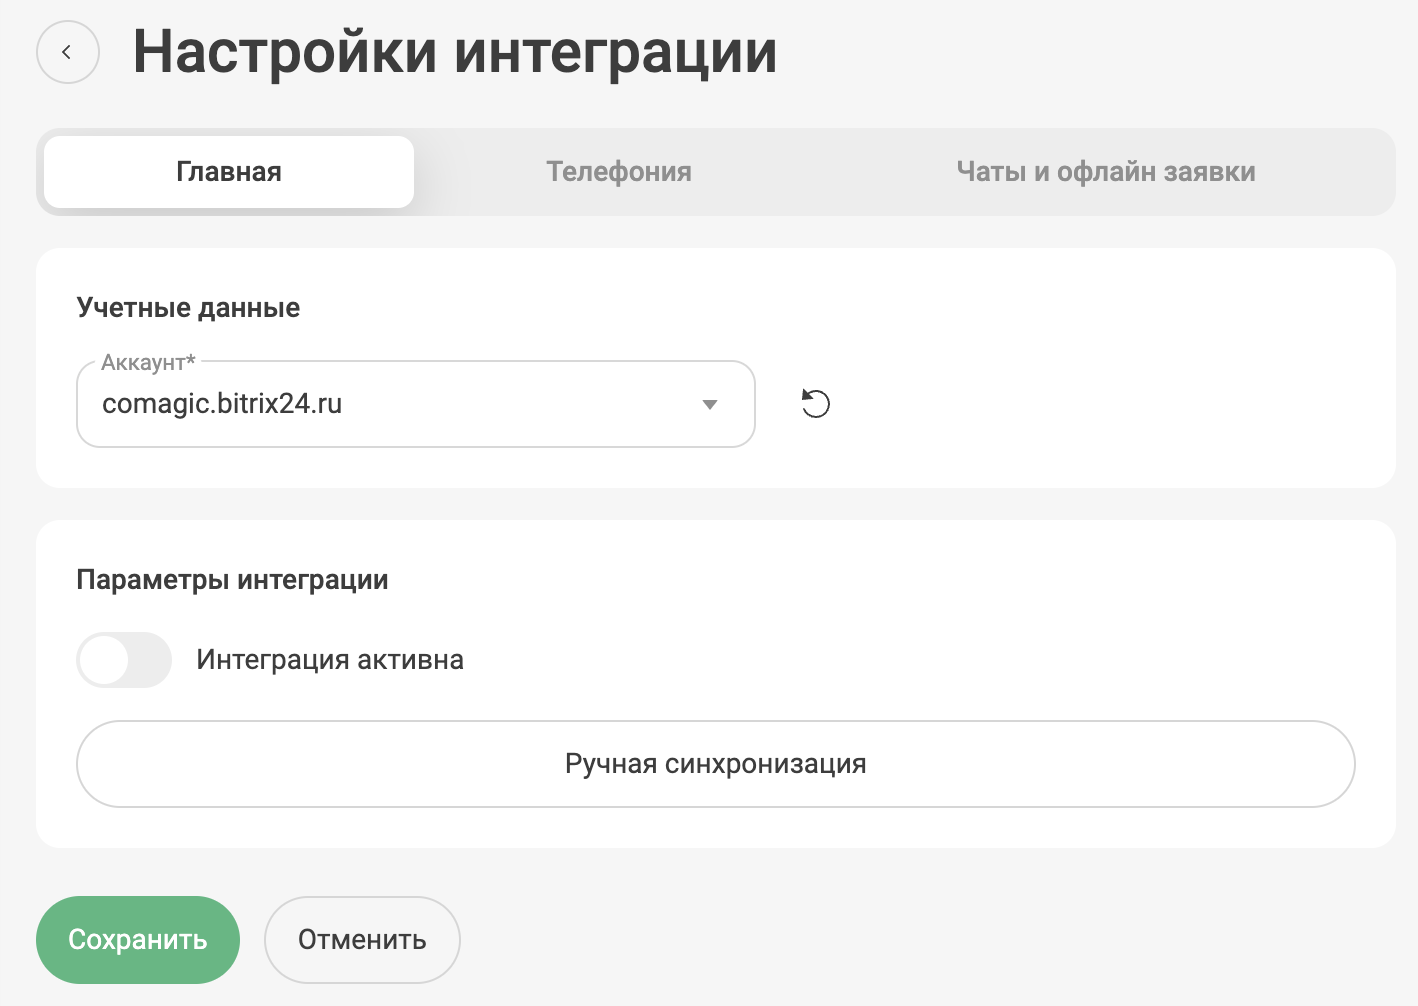 Настройки интеграции
Главная
Телефония
Чаты и офлайн заявки
Учетные данные
Аккаунт*
comagic.bitrix24.ru
Параметры интеграции
Интеграция активна
Ручная синхронизация
Сохранить
Отменить